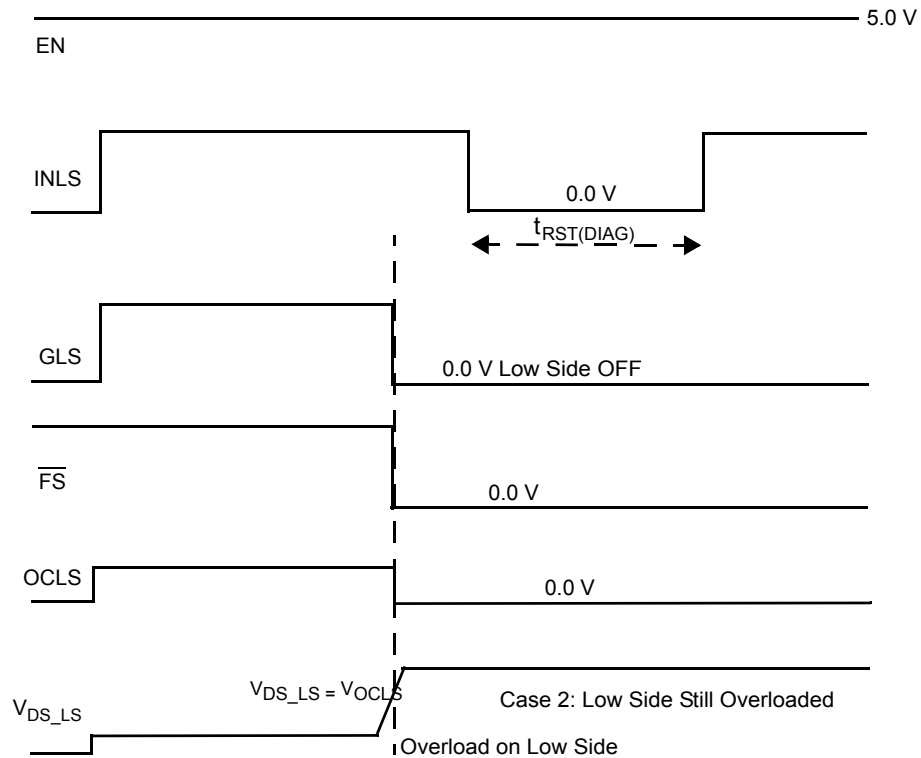 5.0 V
EN
INLS
0.0 V
tRST(DIAG)
GLS
0.0 V Low Side OFF
FS
0.0 V
OCLS
0.0 V
VDS_LS = VOCLS
Case 2: Low Side Still Overloaded
VDS_LS
Overload on Low Side